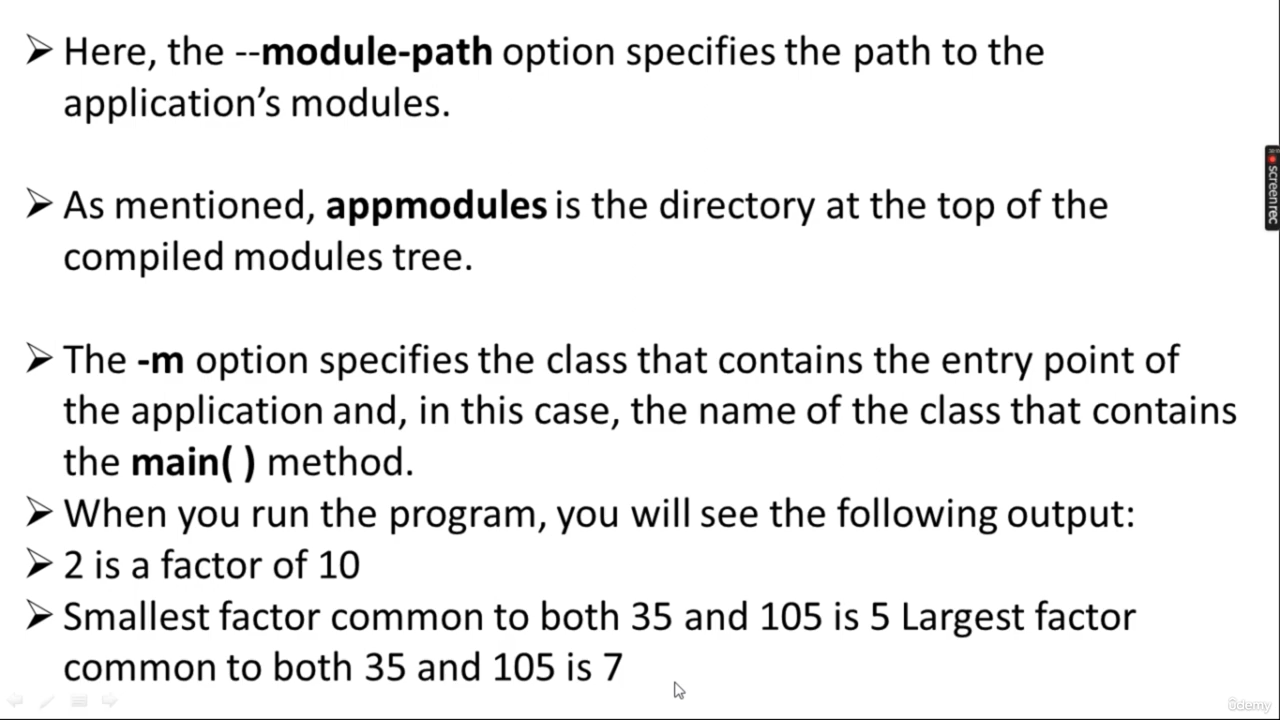 ➢ Here, the --module-path option specifies the path to the
application’s modules.
➢ As mentioned, appmodules is the directory at the top of the
compiled modules tree.
➢ The -m option specifies the class that contains the entry point of
the application and, in this case, the name of the class that contains
the main( ) method.
➢ When you run the program, you will see the following output:
➢ 2 is a factor of 10
➢ Smallest factor common to both 35 and 105 is 5 Largest factor
common to both 35 and 105 is 7
screenrec
ûdemy